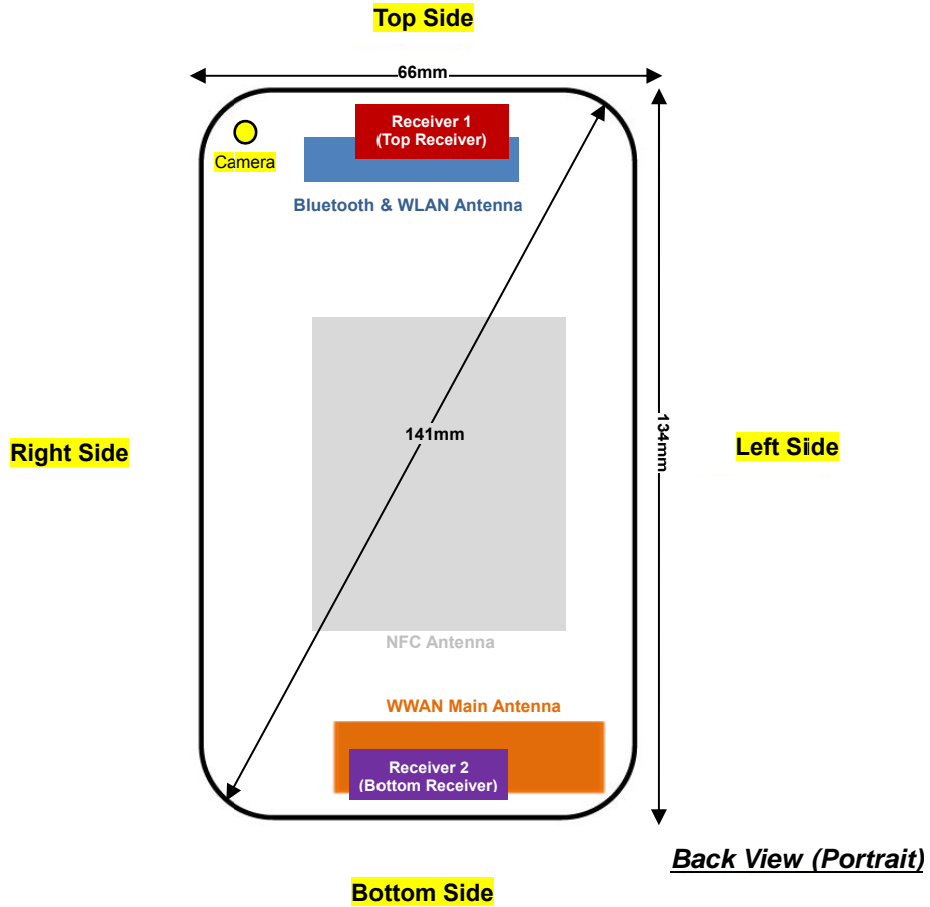 Top Side
66mm
Receiver 1
(Top Receiver)
Camera
Bluetooth & WLAN Antenna
141mm
134mm
Right Side
Left Side
NFC Antenna
WWAN Main Antenna
Receiver 2
(Bottom Receiver)
Back View (Portrait)
Bottom Side